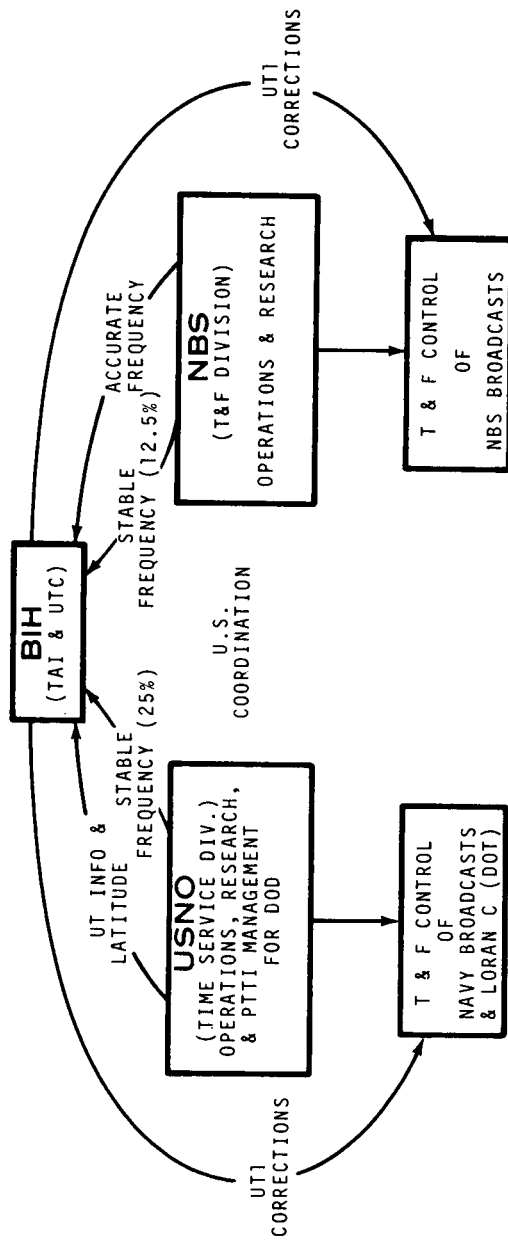 BIH
(TAI & UTC)
UT INFO &
LATITUDE
STABLE
FREQUENCY (25%)
STABLE
FREQUENCY (12.5%)
ACCURATE
FREQUENCY
USNO
(TIME SERVICE DIV.)
OPERATIONS, RESEARCH,
& PTTI MANAGEMENT
FOR DOD
U.S.
COORDINATION
NBS
(T&F DIVISION)
OPERATIONS & RESEARCH
UT1
CORRECTIONS
UT1
CORRECTIONS
T & F CONTROL
OF
NAVY BROADCASTS
& LORAN C (DOT)
T & F CONTROL
OF
NBS BROADCASTS